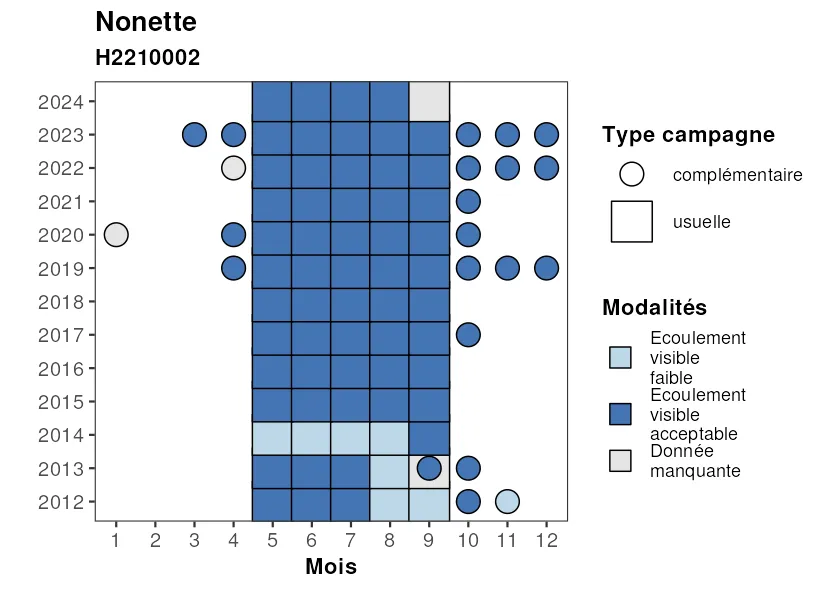 Nonette
H2210002
2024
2023
2022
2021
2020
2019
2018
2017
2016
2015
2014
2013
2012
1 2 3 4 5 6 7 8 9 10 11 12
Mois
Type campagne
complémentaire
usuelle
Modalités
Ecoulement
visible
faible
Ecoulement
visible
acceptable
Donnée
manquante